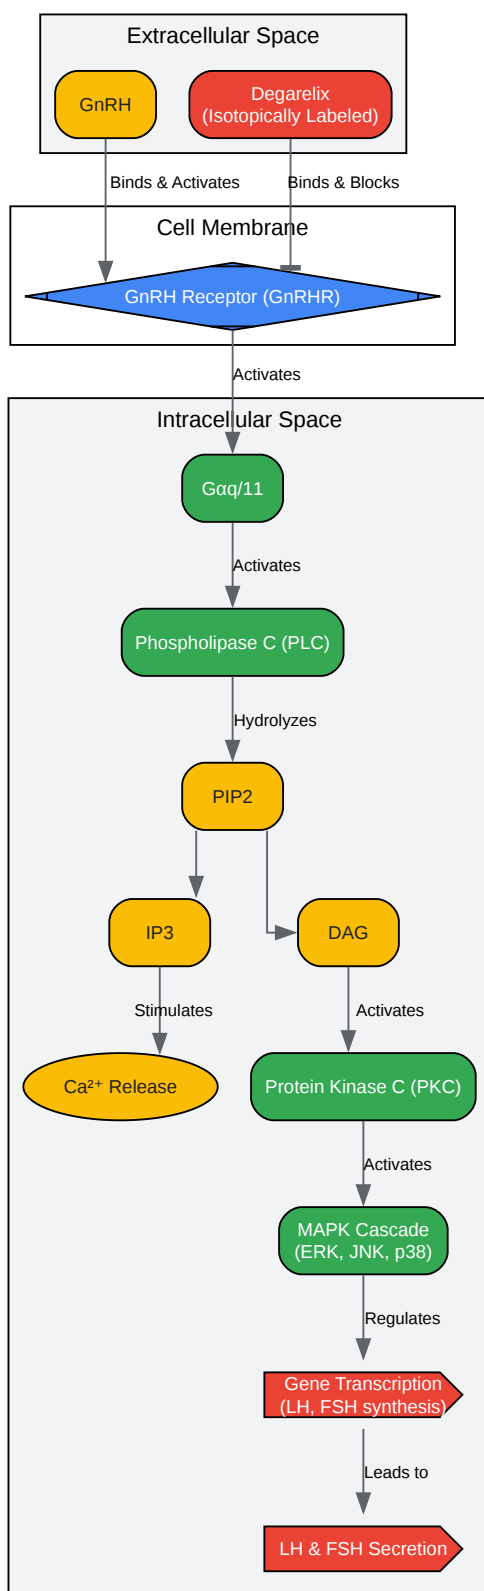 Extracellular Space
GnRH
Degarelix
(Isotopically Labeled)
Binds & Activates
Binds & Blocks
Cell Membrane
GnRH Receptor (GnRHR)
Activates
Intracellular Space
Gαq/11
Activates
Phospholipase C (PLC)
Hydrolyzes
PIP2
IP3
DAG
Stimulates
Activates
Ca²⁺ Release
Protein Kinase C (PKC)
Activates
MAPK Cascade
(ERK, JNK, p38)
Regulates
Gene Transcription
(LH, FSH synthesis)
Leads to
LH & FSH Secretion